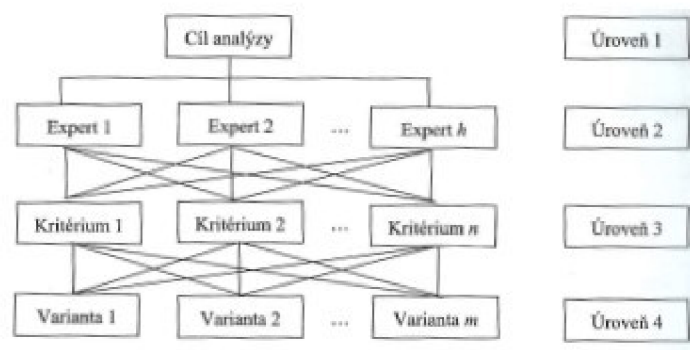 Cíl analýzy Úroveň 1
Expert 1 Expert 2 ... Expert h Úroveň 2
Kritérium 1 Kritérium 2 ... Kritérium n Úroveň 3
Varianta 1 Varianta 2 ... Varianta m Úroveň 4